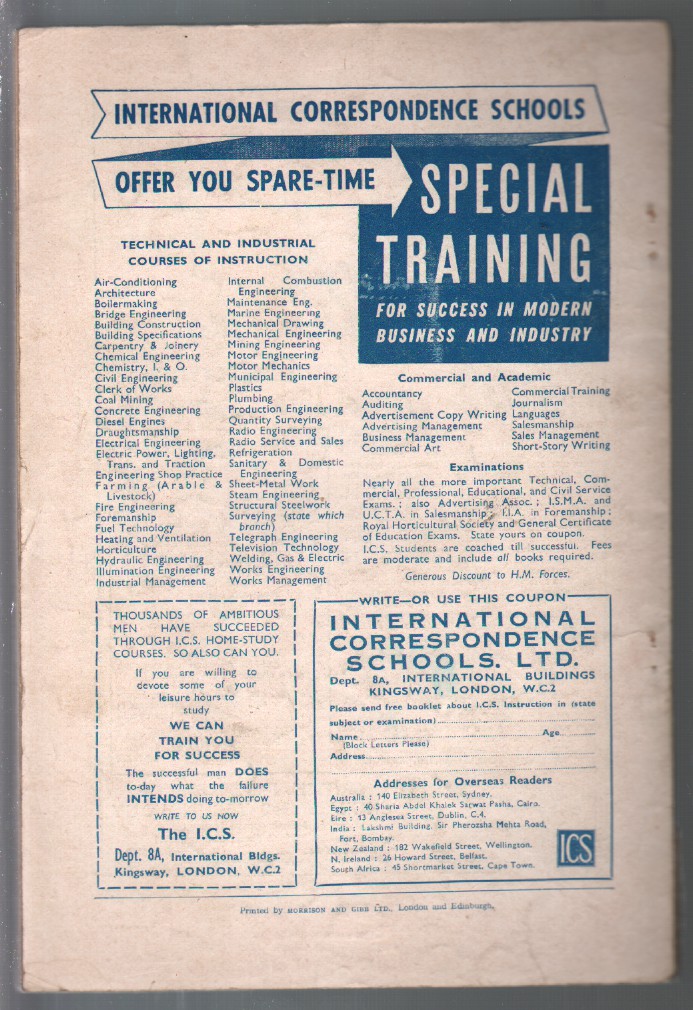 INTERNATIONAL CORRESPONDENCE SCHOOLS
OFFER YOU SPARE-TIME
SPECIAL
TRAINING
FOR SUCCESS IN MODERN
BUSINESS AND INDUSTRY
TECHNICAL AND INDUSTRIAL
COURSES OF INSTRUCTION
Air-Conditioning
Architecture
Boilermaking
Bridge Engineering
Building Construction
Building Specifications
Carpentry & Joinery
Chemical Engineering
Chemistry, I. & O.
Civil Engineering
Clerk of Works
Coal Mining
Concrete Engineering
Diesel Engines
Draughtsmanship
Electrical Engineering
Electric Power, Lighting,
Trans. and Traction
Engineering Shop Practice
Farming (Arable &
Livestock)
Fire Engineering
Foremanship
Fuel Technology
Heating and Ventilation
Horticulture
Hydraulic Engineering
Illumination Engineering
Industrial Management
Internal Combustion
Engineering
Maintenance Eng.
Marine Engineering
Mechanical Drawing
Mechanical Engineering
Mining Engineering
Motor Engineering
Motor Mechanics
Municipal Engineering
Plastics
Plumbing
Production Engineering
Quantity Surveying
Radio Engineering
Radio Service and Sales
Refrigeration
Sanitary & Domestic
Engineering
Sheet-Metal Work
Steam Engineering
Structural Steelwork
Surveying (state which
branch)
Telegraph Engineering
Television Technology
Welding, Gas & Electric
Works Engineering
Works Management
Commercial and Academic
Accountancy
Auditing
Advertisement Copy Writing
Advertising Management
Business Management
Commercial Art
Commercial Training
Journalism
Languages
Salesmanship
Sales Management
Short-Story Writing
Examinations
Nearly all the more important Technical, Com-
mercial, Professional, Educational, and Civil Service
Exams.; also Advertising Assoc.; I.S.M.A. and
U.C.T.A. in Salesmanship; F.I.A. in Foremanship;
Royal Horticultural Society and General Certificate
of Education Exams. State yours on coupon.
I.C.S. Students are coached till successful. Fees
are moderate and include all books required.
Generous Discount to H.M. Forces.
THOUSANDS OF AMBITIOUS
MEN HAVE SUCCEEDED
THROUGH I.C.S. HOME-STUDY
COURSES. SO ALSO CAN YOU.
If you are willing to
devote some of your
leisure hours to
study
WE CAN
TRAIN YOU
FOR SUCCESS
The successful man DOES
to-day what the failure
INTENDS doing to-morrow
WRITE TO US NOW
The I.C.S.
Dept. 8A, International Bldgs.
Kingsway, LONDON, W.C.2
WRITE—OR USE THIS COUPON
INTERNATIONAL
CORRESPONDENCE
SCHOOLS. LTD.
Dept. 8A, INTERNATIONAL BUILDINGS
KINGSWAY, LONDON, W.C.2
Please send free booklet about I.C.S. Instruction in (state
subject or examination)
Name Age
(Block Letters Please)
Address
Addresses for Overseas Readers
Australia : 140 Elizabeth Street, Sydney.
Egypt : 40 Sharia Abdel Khalek Sarwat Pasha, Cairo.
Eire : 13 Anglesea Street, Dublin, C.4.
India : Lakshmi Building, Sir Pherozsha Mehta Road,
Fort, Bombay.
New Zealand : 182 Wakefield Street, Wellington.
N. Ireland : 26 Howard Street, Belfast.
South Africa : 45 Shortmarket Street, Cape Town.
ICS
Printed by MORRISON AND GIBB LTD., London and Edinburgh.